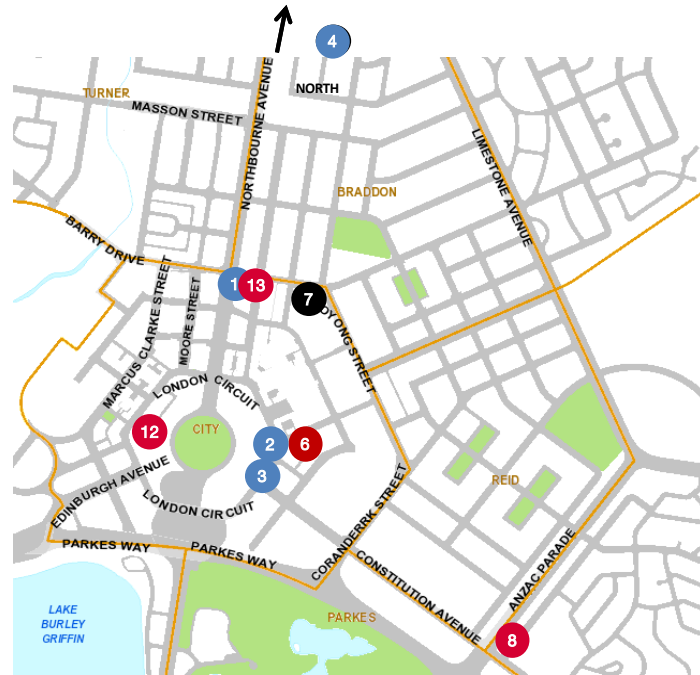 4
NORTH
TURNER
MASSON STREET
NORTHBOURNE AVENUE
LIMESTONE AVENUE
BRADDON
BARRY DRIVE
1
13
7
OYONG STREET
MARCUS CLARKE STREET
MOORE STREET
LONDON CIRCUIT
12
CITY
2
6
3
EDINBURGH AVENUE
LONDON CIRCUIT
REID
CORANDERRK STREET
PARKES WAY
PARKES WAY
CONSTITUTION AVENUE
ANZAC PARADE
LAKE
BURLEY
GRIFFIN
PARKES
8